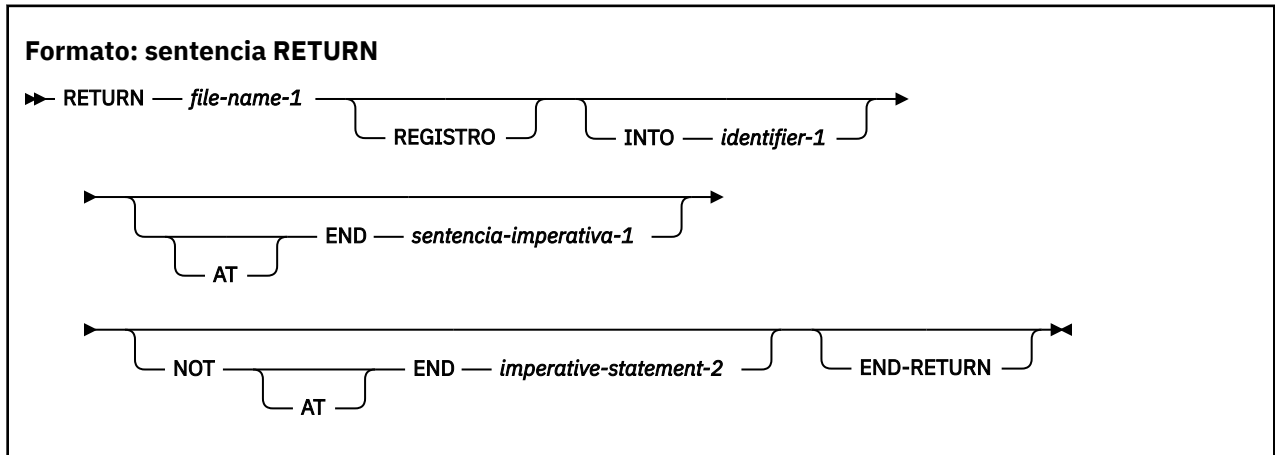 Formato: sentencia RETURN
RETURN file-name-1
REGISTRO INTO identifier-1
END sentencia-imperativa-1
AT
NOT END imperative-statement-2 END-RETURN
AT